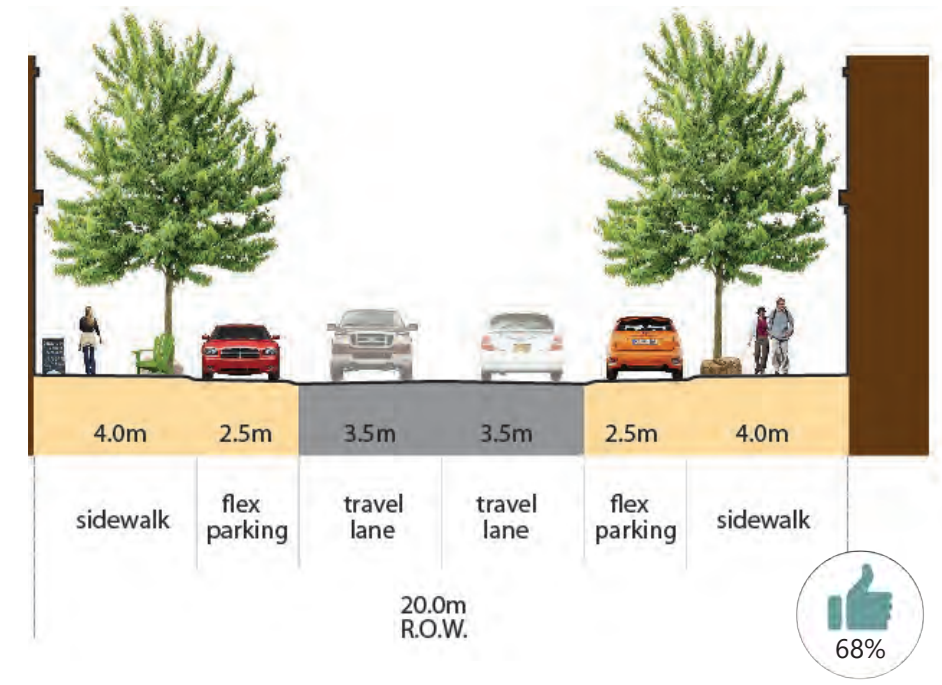 4.0m
2.5m
3.5m
3.5m
2.5m
4.0m
sidewalk
flex
parking
travel
lane
travel
lane
flex
parking
sidewalk
20.0m
R.O.W.
68%